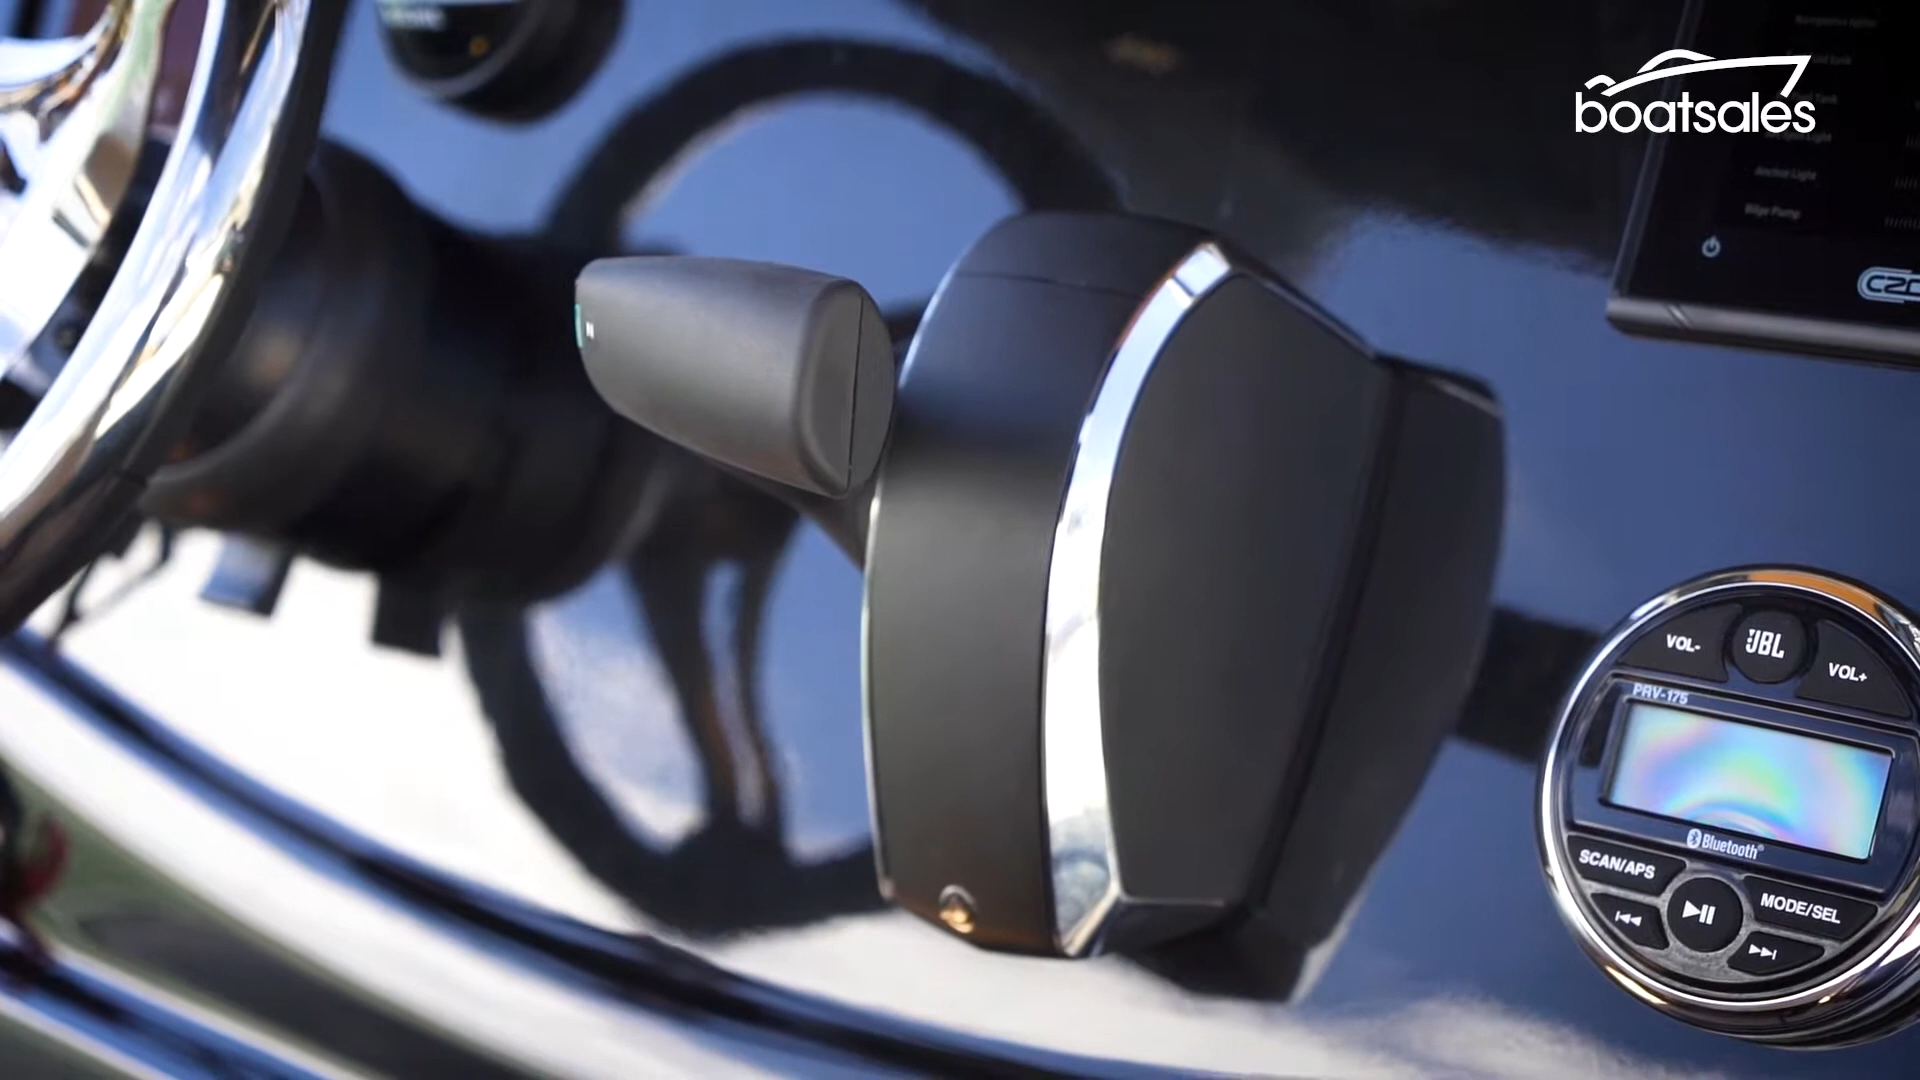 boatsales
Anchor Light
Bilge Pump
N
VOL-
JBL
VOL+
PRV-175
Bluetooth®
SCAN/APS
MODE/SEL